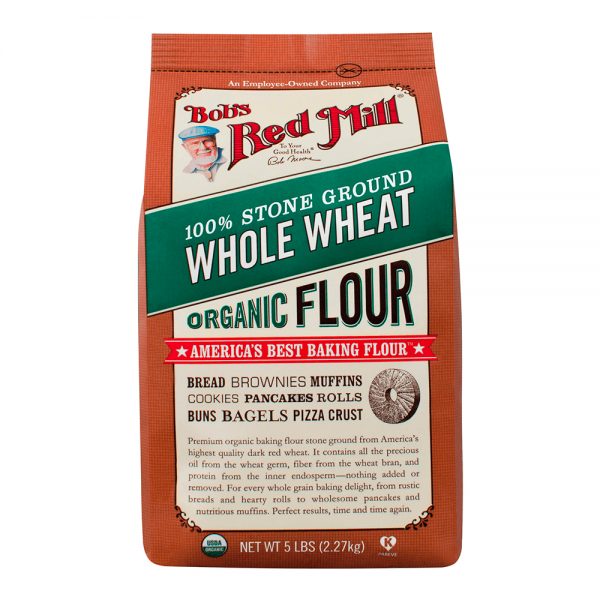 An Employee-Owned Company
Bob's
Red Mill®
To Your
Good Health®
Bob Moore
100% STONE GROUND
WHOLE WHEAT
ORGANIC FLOUR
AMERICA'S BEST BAKING FLOUR™
BREAD BROWNIES MUFFINS
COOKIES PANCAKES ROLLS
BUNS BAGELS PIZZA CRUST
Premium organic baking flour stone ground from America's
highest quality dark red wheat. It contains all the precious
oil from the wheat germ, fiber from the wheat bran, and
protein from the inner endosperm—nothing added or
removed. For every whole grain baking delight, from rustic
breads and hearty rolls to wholesome pancakes and
nutritious muffins. Perfect results, time and time again.
USDA
ORGANIC
NET WT 5 LBS (2.27kg)
K
PAREVE